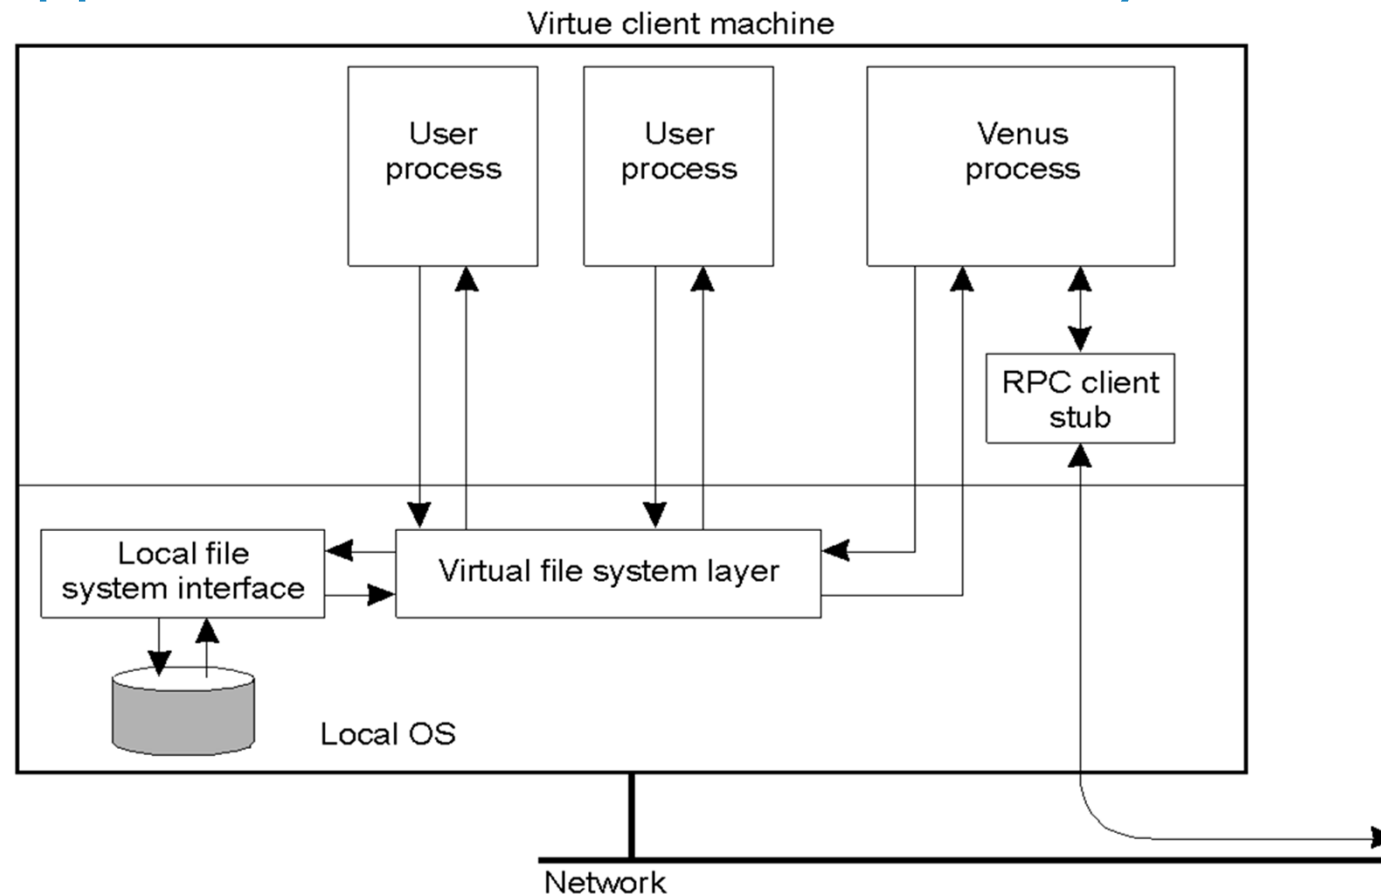 Virtue client machine
User
process
User
process
Venus
process
RPC client
stub
Local file
system interface
Virtual file system layer
Local OS
Network